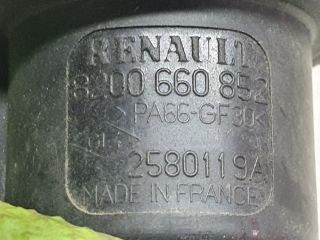 RENAULT
8200 660 852
>PA66-GF30<
2580119A
MADE IN FRANCE